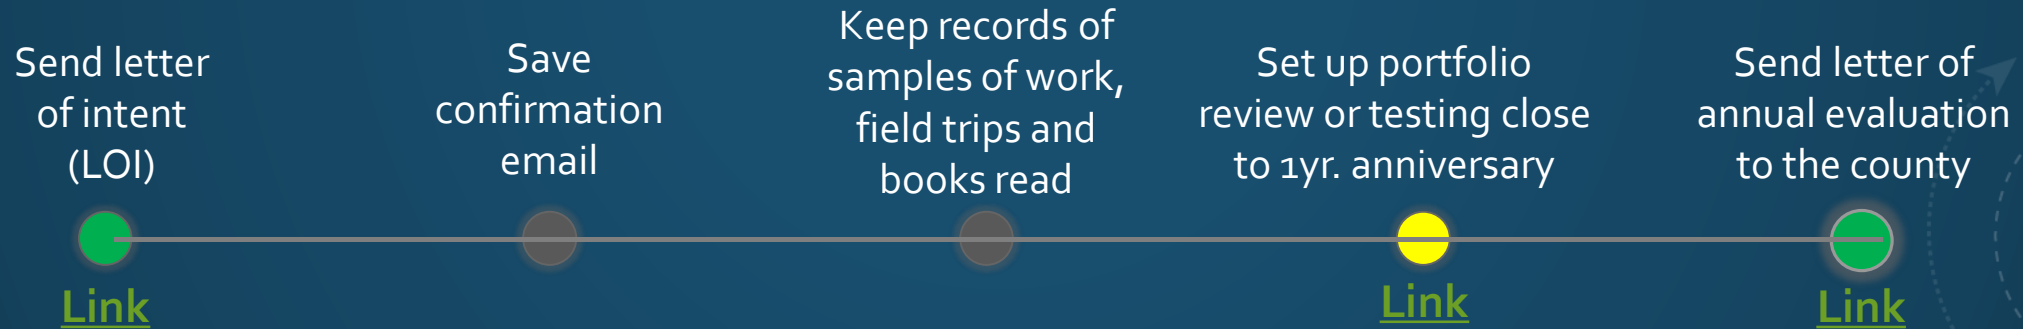 Send letter
of intent
(LOI)
Link
Save
confirmation
email
Keep records of
samples of work,
field trips and
books read
Set up portfolio
review or testing close
to 1yr. anniversary
Link
Send letter of
annual evaluation
to the county
Link